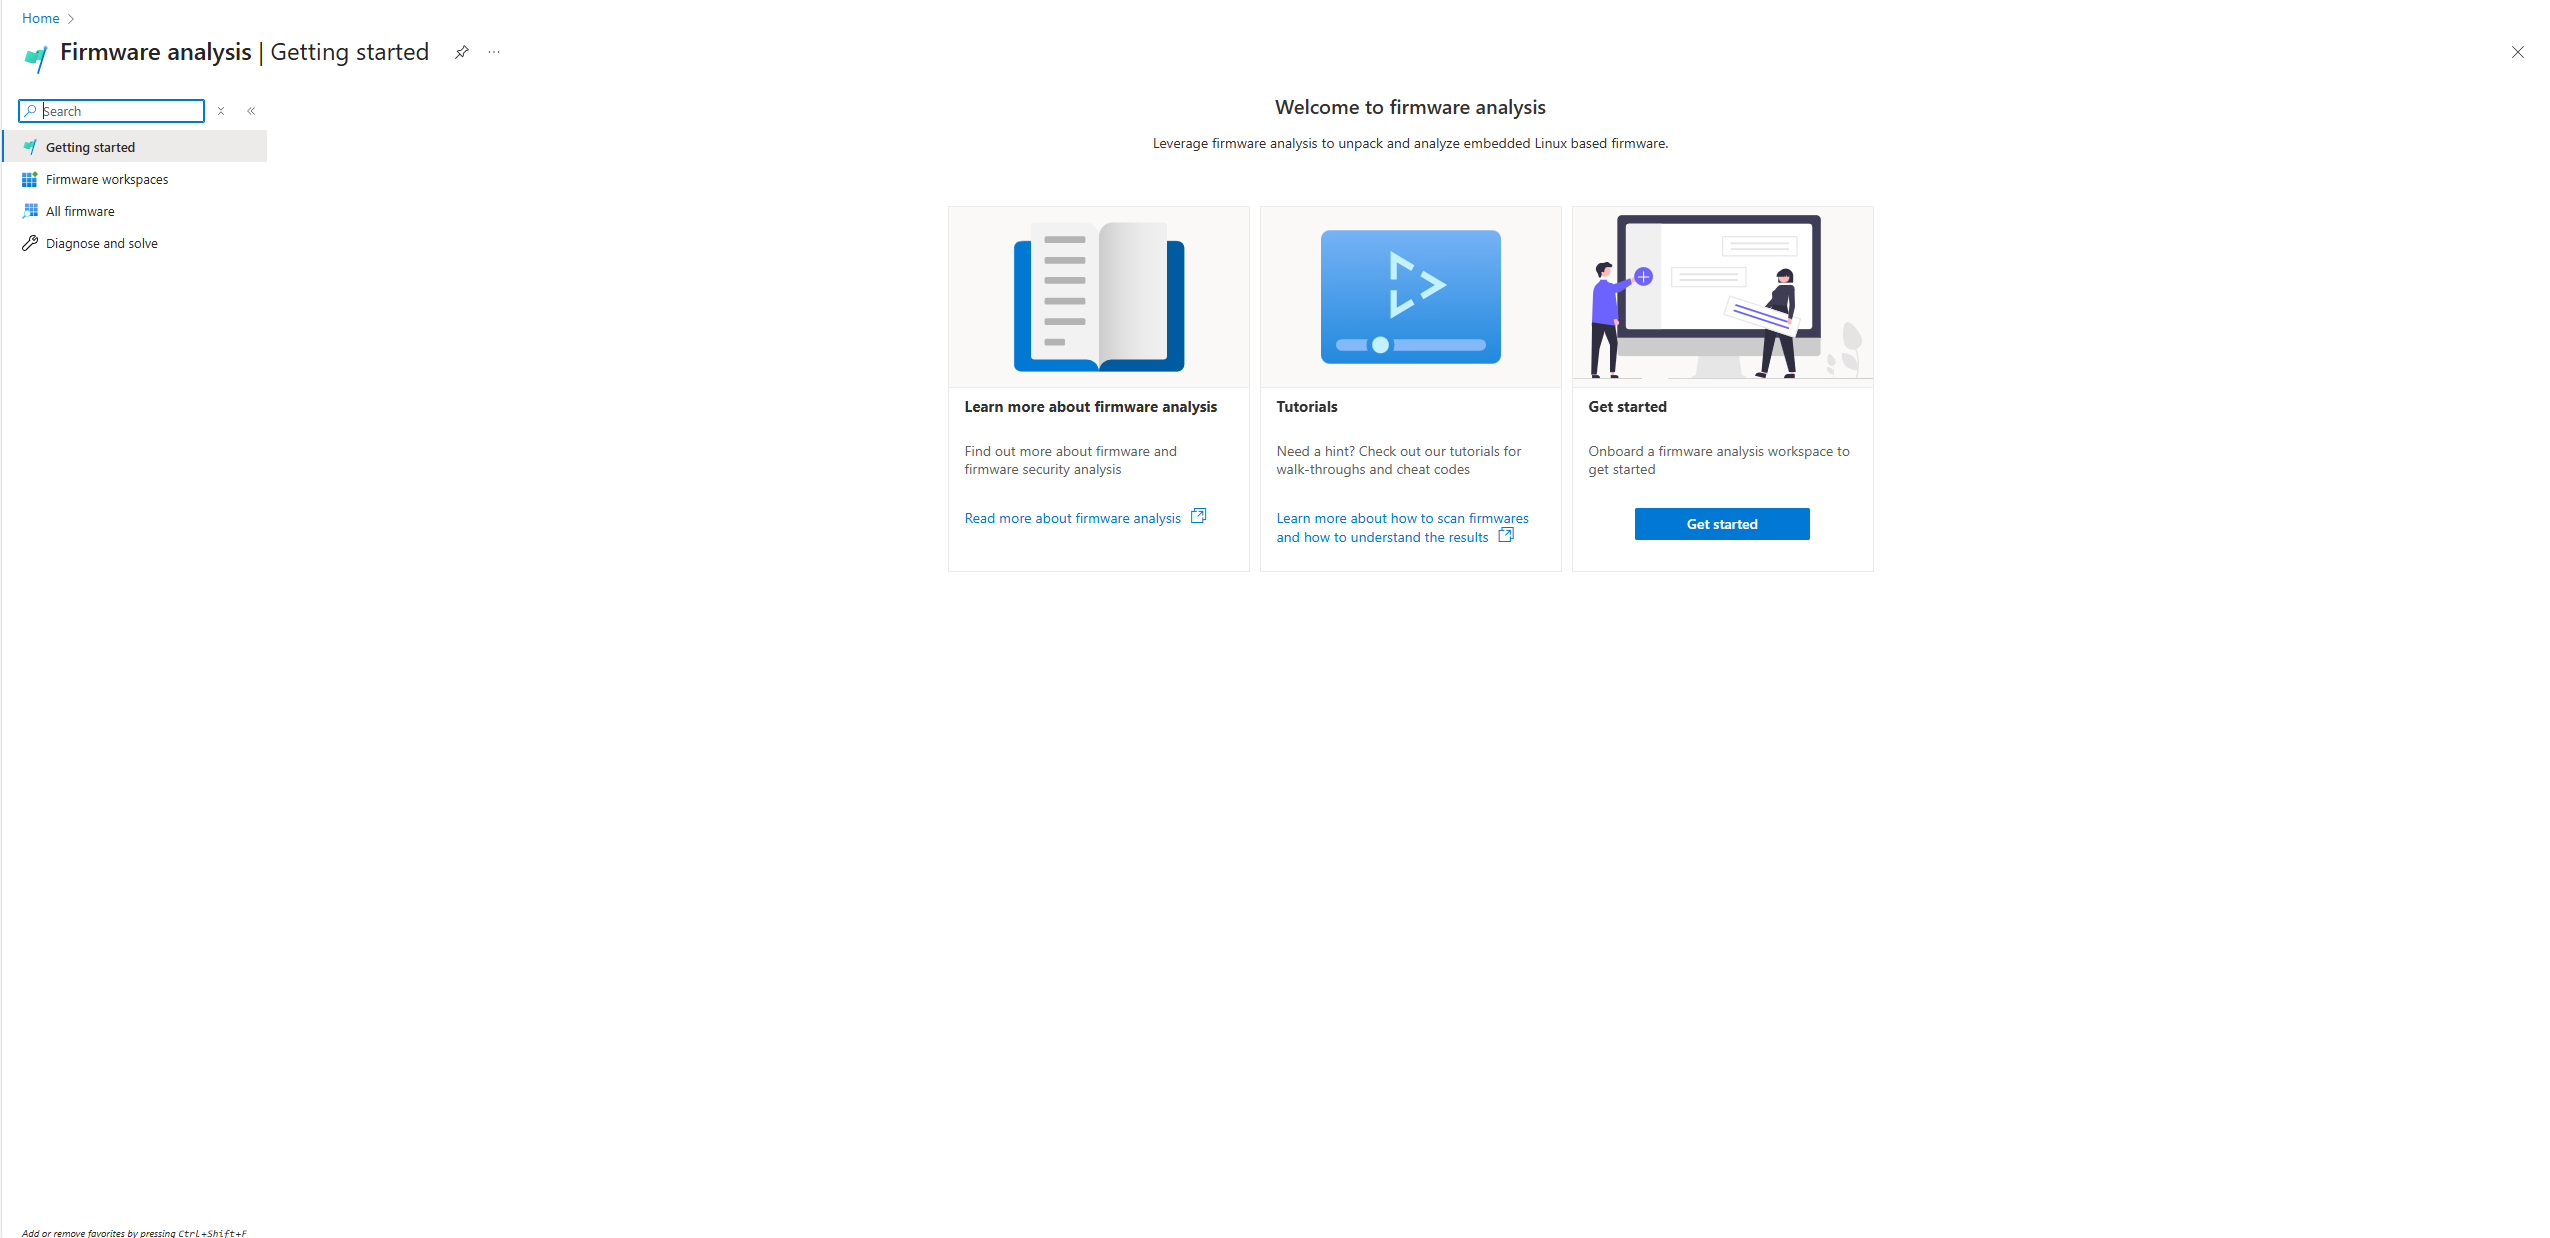 Home
Firmware analysis | Getting started
Search
Getting started
Firmware workspaces
All firmware
Diagnose and solve
Welcome to firmware analysis
Leverage firmware analysis to unpack and analyze embedded Linux based firmware.
Learn more about firmware analysis
Find out more about firmware and
firmware security analysis
Read more about firmware analysis
Tutorials
Need a hint? Check out our tutorials for
walk-throughs and cheat codes
Learn more about how to scan firmwares
and how to understand the results
Get started
Onboard a firmware analysis workspace to
get started
Get started
Add or remove favorites by pressing Ctrl+Shift+F